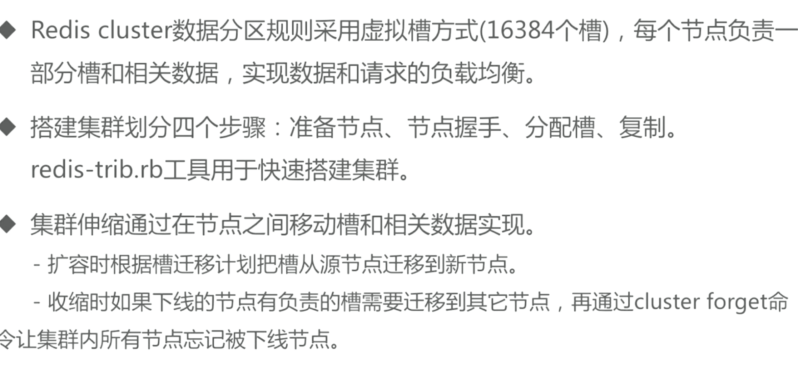 ◆ Redis cluster数据分区规则采用虚拟槽方式(16384个槽)，每个节点负责一
部分槽和相关数据，实现数据和请求的负载均衡。
◆ 搭建集群划分四个步骤：准备节点、节点握手、分配槽、复制。
redis-trib.rb工具用于快速搭建集群。
◆ 集群伸缩通过在节点之间移动槽和相关数据实现。
- 扩容时根据槽迁移计划把槽从源节点迁移到新节点。
- 收缩时如果下线的节点有负责的槽需要迁移到其它节点，再通过cluster forget命
令让集群内所有节点忘记被下线节点。